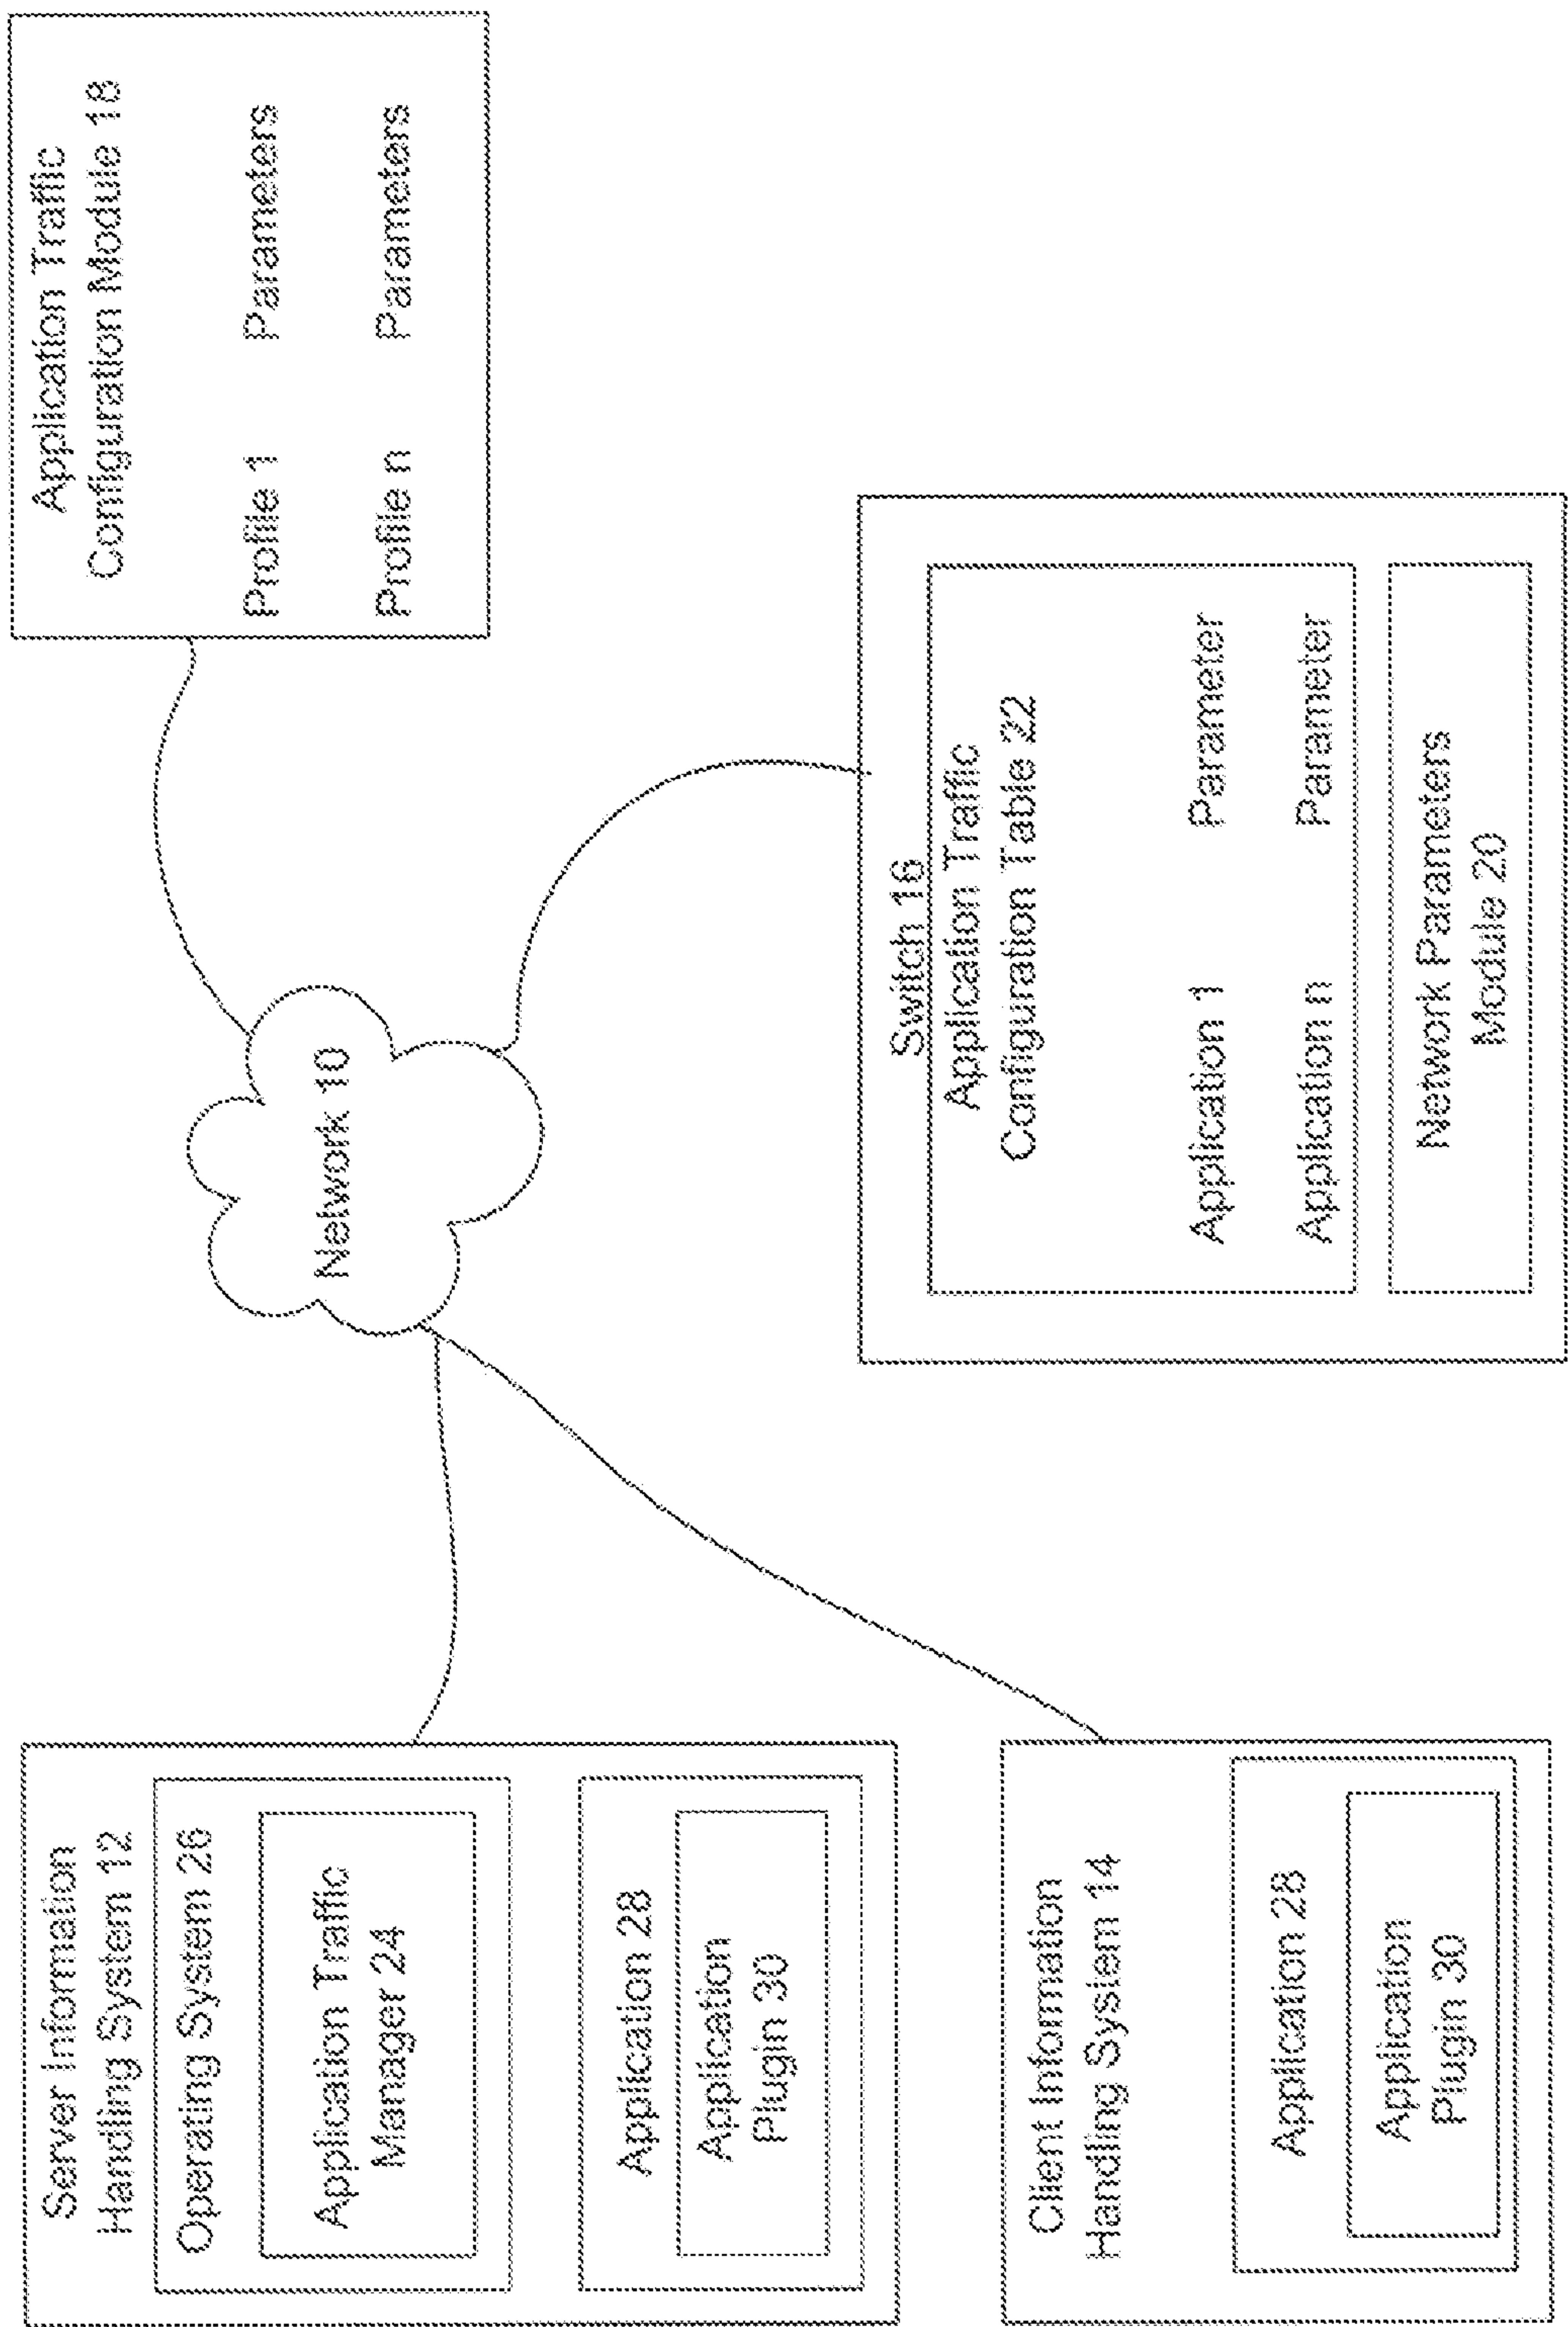 Server Information
Handling System 12
Operating System 26
Application Traffic
Manager 24
Application 28
Application
Plugin 30
Client Information
Handling System 14
Application 28
Application
Plugin 30
Network 10
Application Traffic
Configuration Module 18
Profile 1 Parameters
Profile n Parameters
Switch 16
Application Traffic
Configuration Table 22
Application 1 Parameter
Application n Parameter
Network Parameters
Module 20